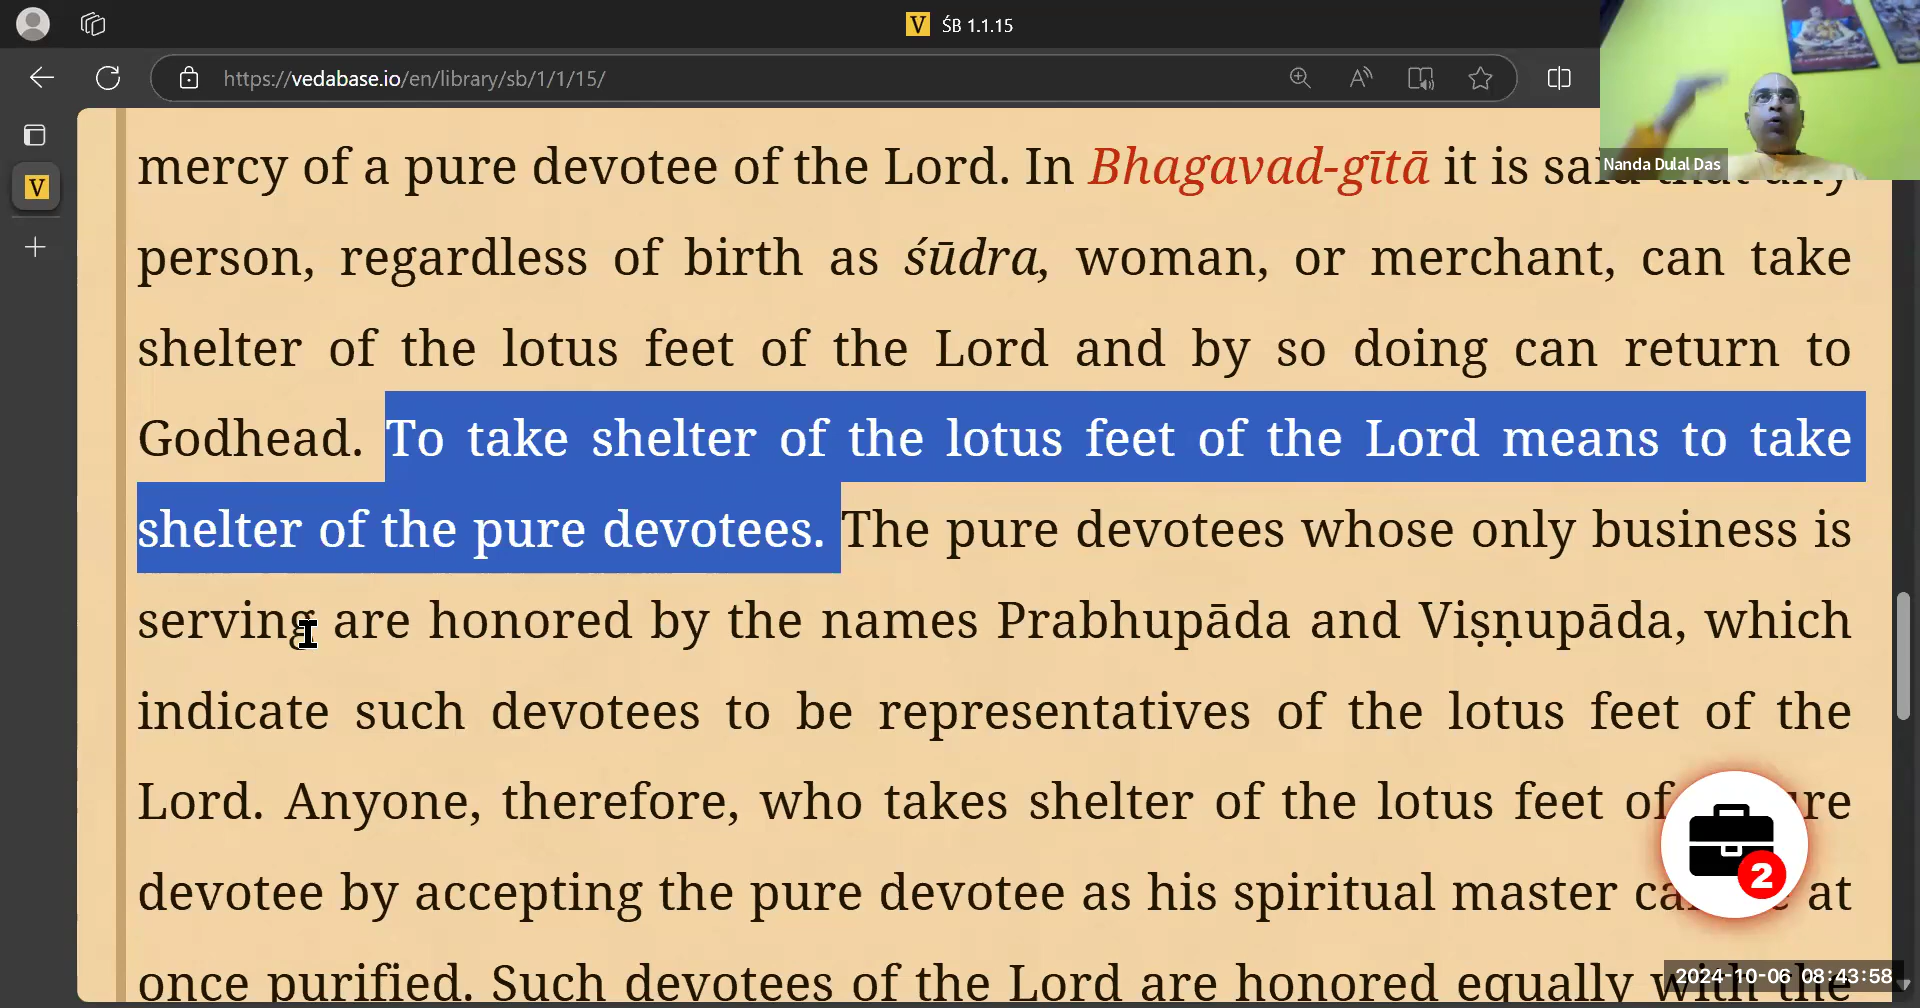 ŚB 1.1.15
https://vedabase.io/en/library/sb/1/1/15/
Nanda Dulal Das
mercy of a pure devotee of the Lord. In Bhagavad-gītā it is said that any
person, regardless of birth as śūdra, woman, or merchant, can take
shelter of the lotus feet of the Lord and by so doing can return to
Godhead. To take shelter of the lotus feet of the Lord means to take
shelter of the pure devotees. The pure devotees whose only business is
serving are honored by the names Prabhupāda and Viṣṇupāda, which
indicate such devotees to be representatives of the lotus feet of the
Lord. Anyone, therefore, who takes shelter of the lotus feet of
devotee by accepting the pure devotee as his spiritual master at
once purified. Such devotees of the Lord are honored equally with the
2
2024-10-06 08:43:58